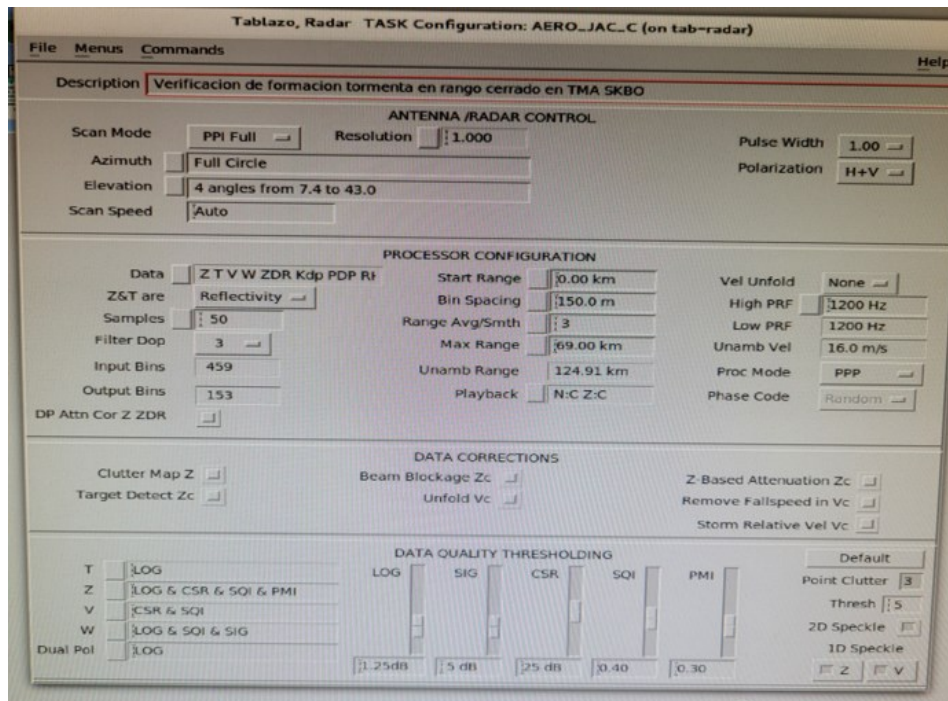 Tablazo, Radar TASK Configuration: AERO_JAC_C (on tab-radar)
File Menus Commands Help
Description Verificacion de formacion tormenta en rango cerrado en TMA SKBO
ANTENNA /RADAR CONTROL
Scan Mode PPI Full Resolution 1.000 Pulse Width 1.00
Azimuth Full Circle Polarization H+V
Elevation 4 angles from 7.4 to 43.0
Scan Speed Auto
PROCESSOR CONFIGURATION
Data Z T V W ZDR Kdp PDP RH Start Range 0.00 km Vel Unfold None
Z&T are Reflectivity Bin Spacing 150.0 m High PRF 1200 Hz
Samples 50 Range Avg/Smth 3 Low PRF 1200 Hz
Filter Dop 3 Max Range 69.00 km Unamb Vel 16.0 m/s
Input Bins 459 Unamb Range 124.91 km Proc Mode PPP
Output Bins 153 Playback N:C Z:C Phase Code Random
DP Attn Cor Z ZDR
DATA CORRECTIONS
Clutter Map Z Beam Blockage Zc Z-Based Attenuation Zc
Target Detect Zc Unfold Vc Remove Fallspeed in Vc
Storm Relative Vel Vc
DATA QUALITY THRESHOLDING
T LOG LOG SIG CSR SQI PMI Default
Z LOG & CSR & SQI & PMI Point Clutter 3
V CSR & SQI Thresh 5
W LOG & SQI & SIG 2D Speckle
Dual Pol LOG 1D Speckle
1.25dB 5 dB 25 dB 0.40 0.30 Z V